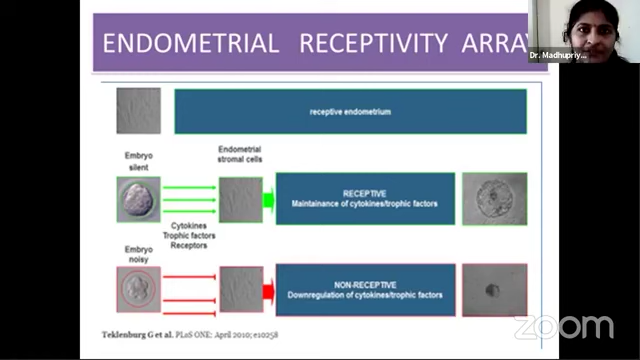 ENDOMETRIAL RECEPTIVITY ARRAY
Dr. Madhupriy...
receptive endometrium
Embryo
silent
Endometrial
stromal cells
RECEPTIVE
Maintainance of cytokines/trophic factors
Cytokines
Trophic factors
Receptors
Embryo
noisy
NON-RECEPTIVE
Downregulation of cytokines/trophic factors
Teklenburg G et al. PLoS ONE: April 2010; e10258
zoom